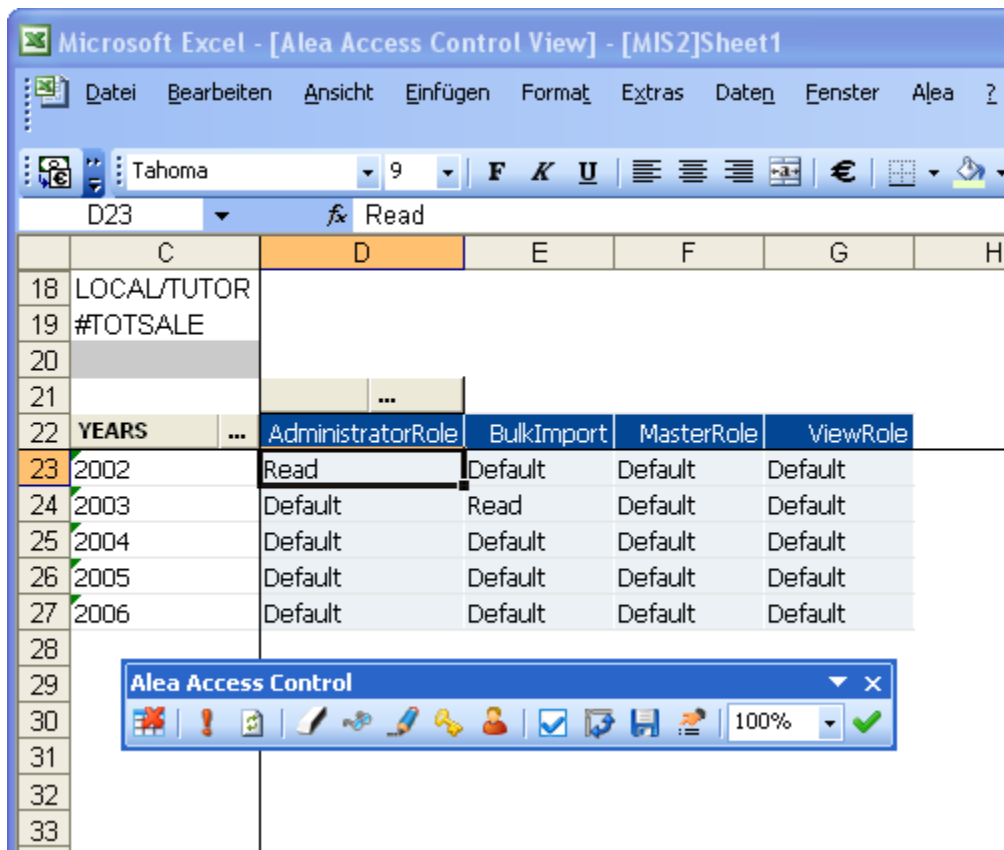 Microsoft Excel - [Alea Access Control View] - [MIS2]Sheet1
Datei Bearbeiten Ansicht Einfügen Format Extras Daten Fenster Alea ?
Tahoma 9 F K U €
D23 fx Read
C D E F G H
18 LOCAL/TUTOR
19 #TOTSALE
20
21 ...
22 YEARS ... AdministratorRole BulkImport MasterRole ViewRole
23 2002 Read Default Default Default
24 2003 Default Read Default Default
25 2004 Default Default Default Default
26 2005 Default Default Default Default
27 2006 Default Default Default Default
28
29 Alea Access Control
30 100%
31
32
33